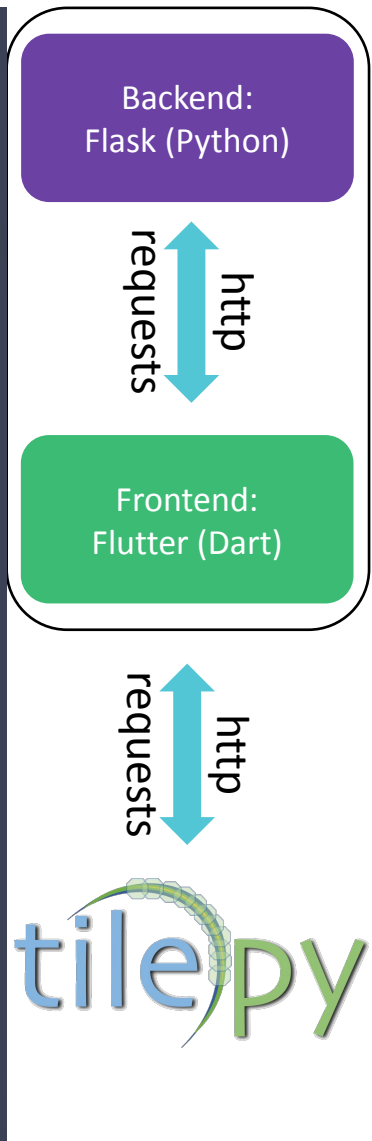 Backend:
Flask (Python)
http
requests
Frontend:
Flutter (Dart)
http
requests
tilepy